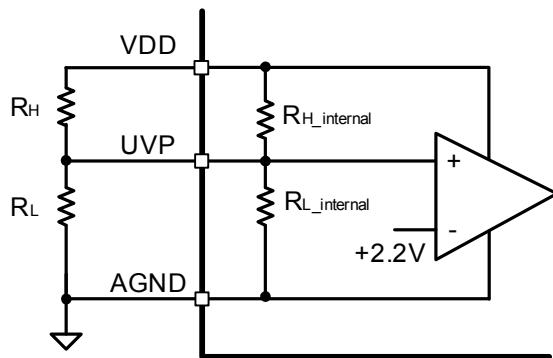 VDD
RH
RH_internal
UVP
+
RL
RL_internal
-
+2.2V
AGND